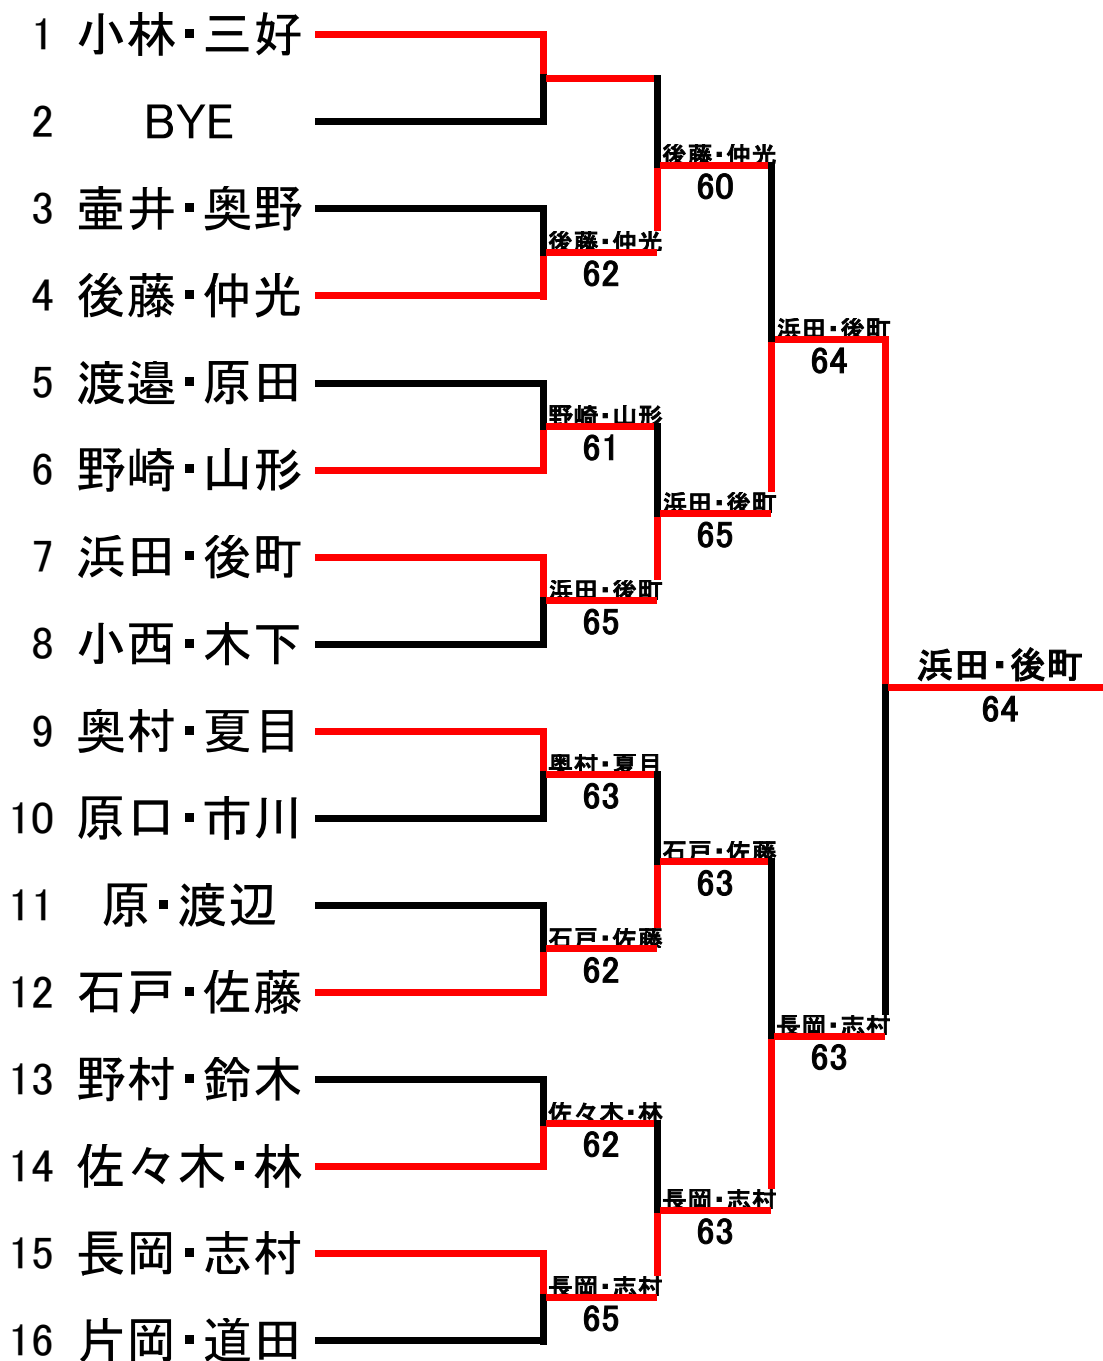 1 小林・三好
2 BYE
3 壷井・奥野
4 後藤・仲光
5 渡邉・原田
6 野崎・山形
7 浜田・後町
8 小西・木下
9 奥村・夏目
10 原口・市川
11 原・渡辺
12 石戸・佐藤
13 野村・鈴木
14 佐々木・林
15 長岡・志村
16 片岡・道田
後藤・仲光
62
野崎・山形
61
浜田・後町
65
奥村・夏目
63
石戸・佐藤
62
佐々木・林
62
長岡・志村
65
後藤・仲光
60
浜田・後町
65
石戸・佐藤
63
長岡・志村
63
浜田・後町
64
長岡・志村
63
浜田・後町
64